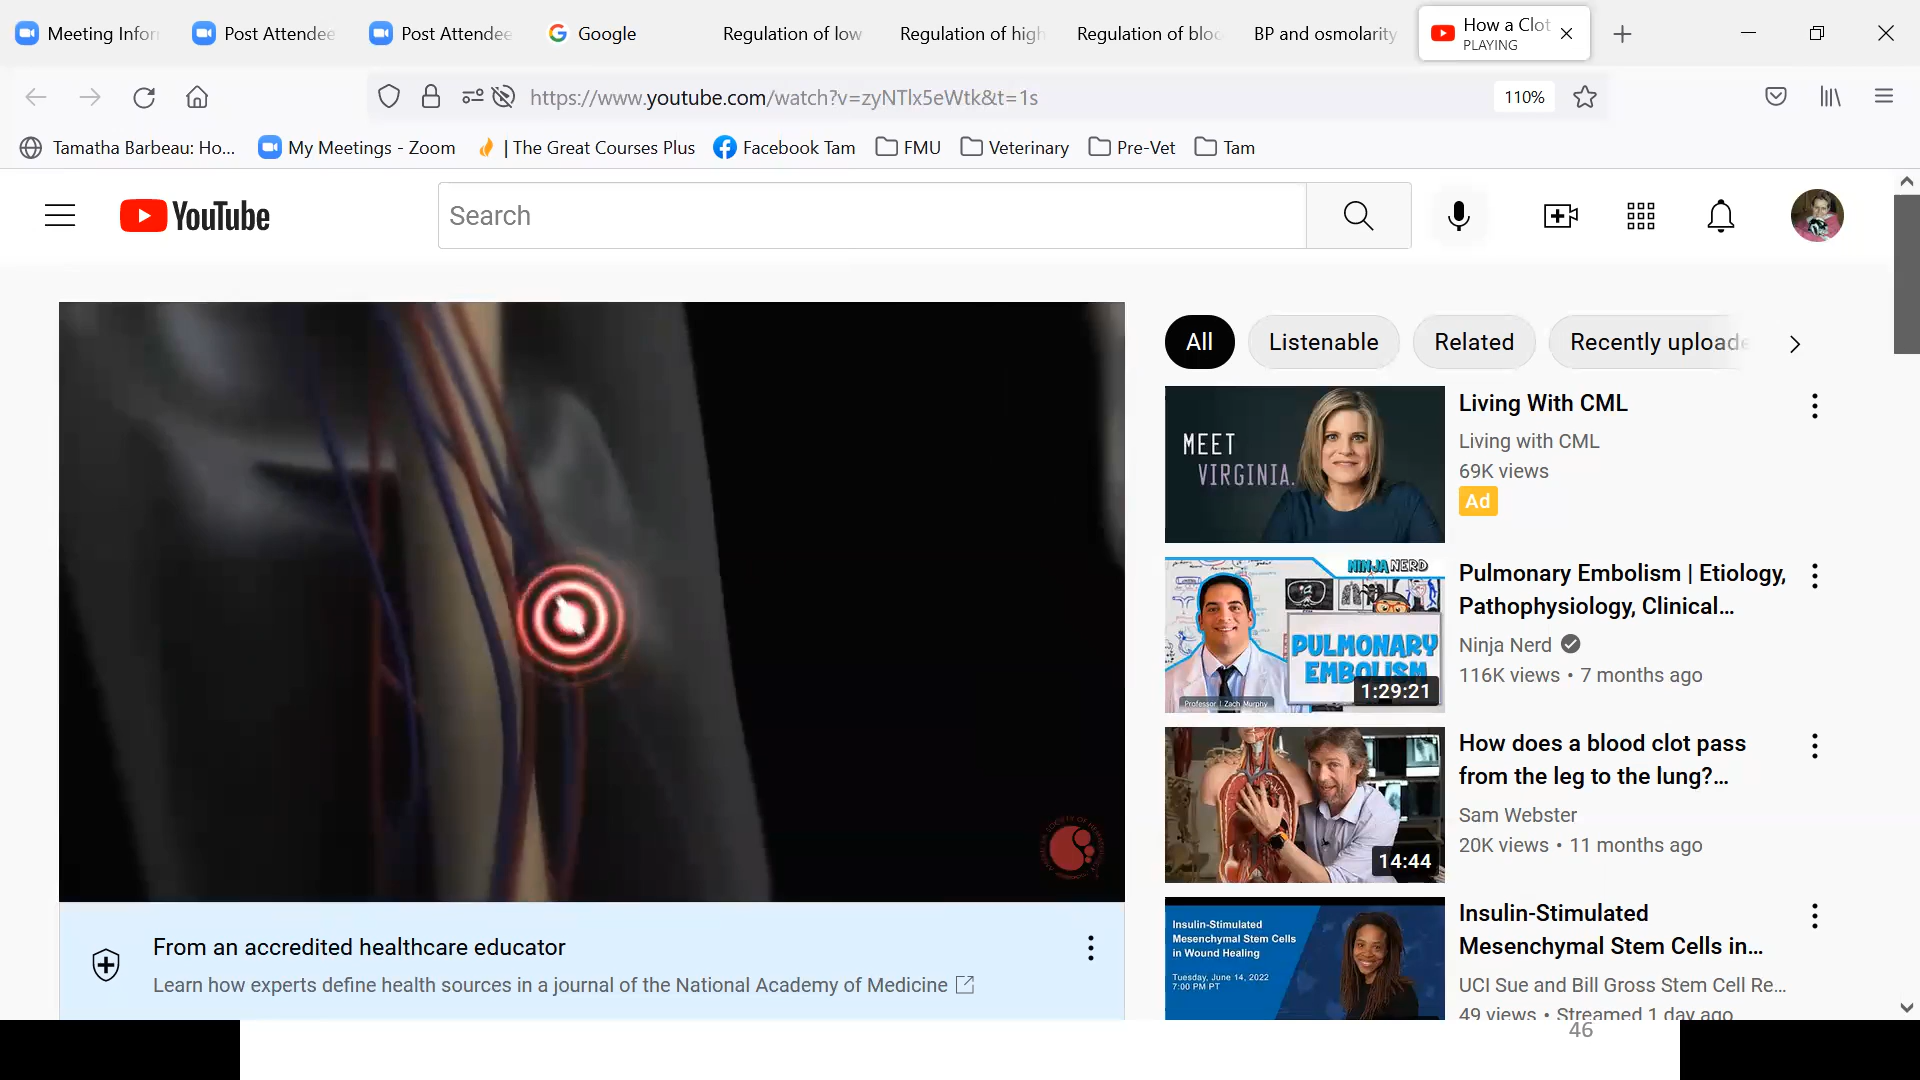 Meeting Infor
Post Attendee
Post Attendee
Google
Regulation of low
Regulation of high
Regulation of bloo
BP and osmolarity
How a Clot
PLAYING
https://www.youtube.com/watch?v=zyNTlx5eWtk&t=1s
110%
Tamatha Barbeau: Ho...
My Meetings - Zoom
| The Great Courses Plus
Facebook Tam
FMU
Veterinary
Pre-Vet
Tam
YouTube
Search
All
Listenable
Related
Recently uploade
MEET
VIRGINIA.
Living With CML
Living with CML
69K views
Ad
NINJA NERD
PULMONARY
EMBOLISM
Professor | Zach Murphy
1:29:21
Pulmonary Embolism | Etiology,
Pathophysiology, Clinical...
Ninja Nerd
116K views • 7 months ago
14:44
How does a blood clot pass
from the leg to the lung?...
Sam Webster
20K views • 11 months ago
Insulin-Stimulated
Mesenchymal Stem Cells
in Wound Healing
Tuesday, June 14, 2022
7:00 PM PT
Insulin-Stimulated
Mesenchymal Stem Cells in...
UCI Sue and Bill Gross Stem Cell Re...
49 views • Streamed 1 day ago
From an accredited healthcare educator
Learn how experts define health sources in a journal of the National Academy of Medicine
46